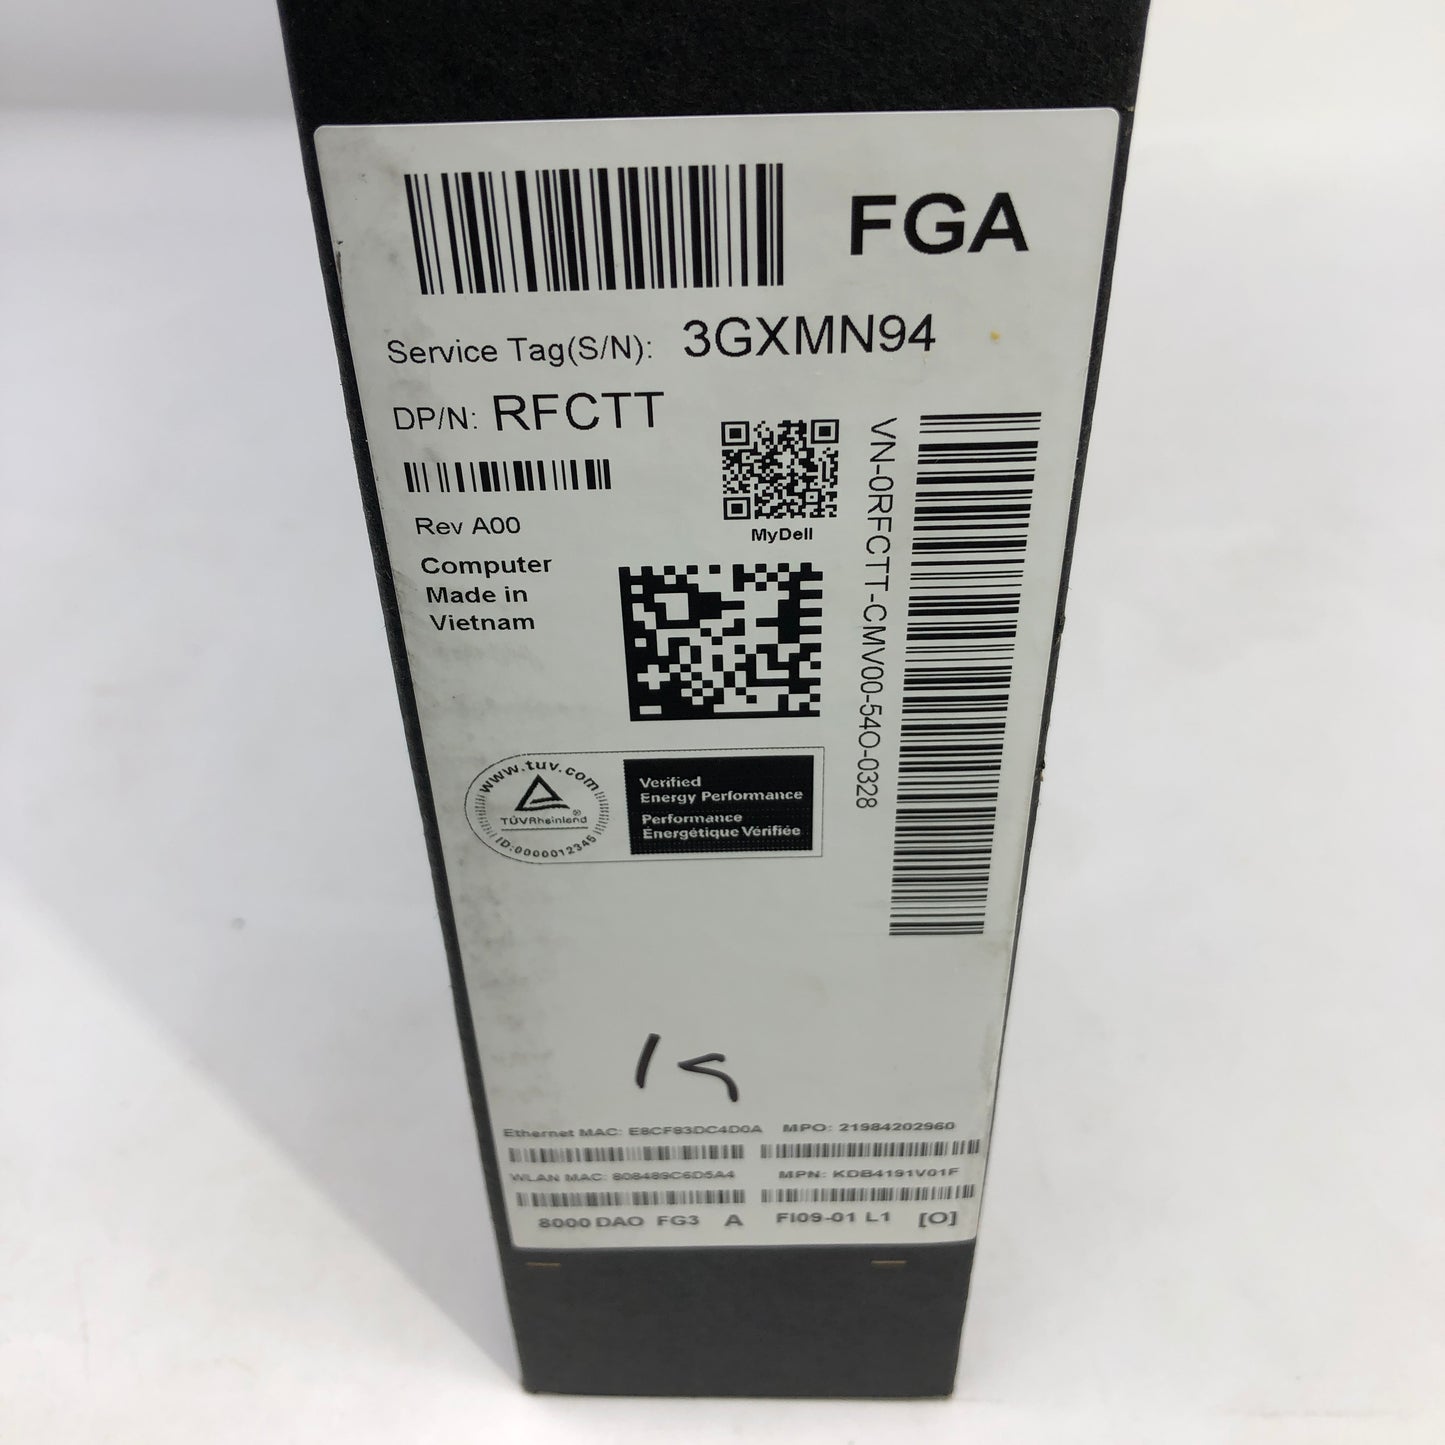 FGA
Service Tag(S/N): 3GXMN94
DP/N: RFCTT
Rev A00
Computer
Made in
Vietnam
MyDell
VN-0RFCTT-CMV00-54O-0328
www.tuv.com
TÜVRheinland®
ID:0000012345
Verified
Energy Performance
Performance
Énergétique Vérifiée
Ethernet MAC: E8CF83DC4D0A MPO: 21984202960
WLAN MAC: 808489C6D5A4 MPN: KDB4191V01F
8000 DAO FG3 A FI09-01 L1 [O]